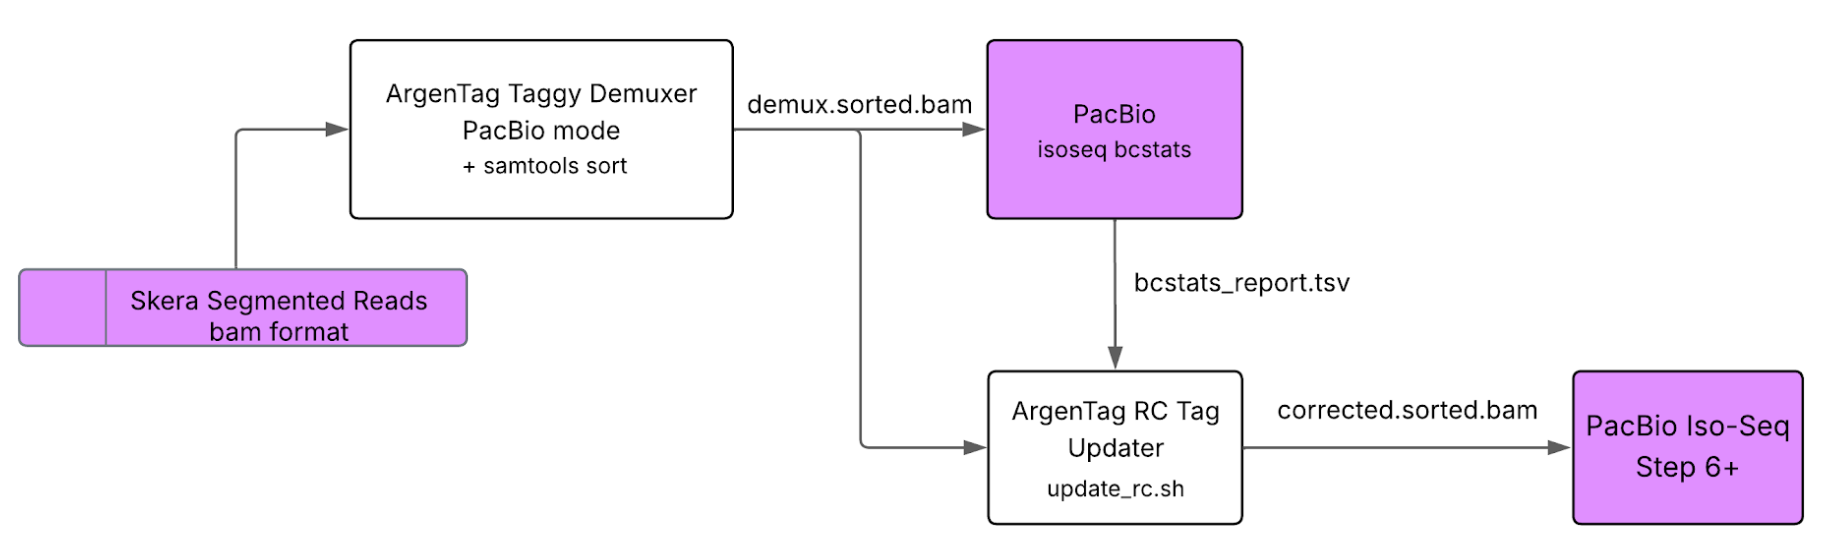 ArgenTag Taggy Demuxer
PacBio mode
+ samtools sort
demux.sorted.bam
PacBio
isoseq bcstats
Skera Segmented Reads
bam format
bcstats_report.tsv
ArgenTag RC Tag
Updater
update_rc.sh
corrected.sorted.bam
PacBio Iso-Seq
Step 6+